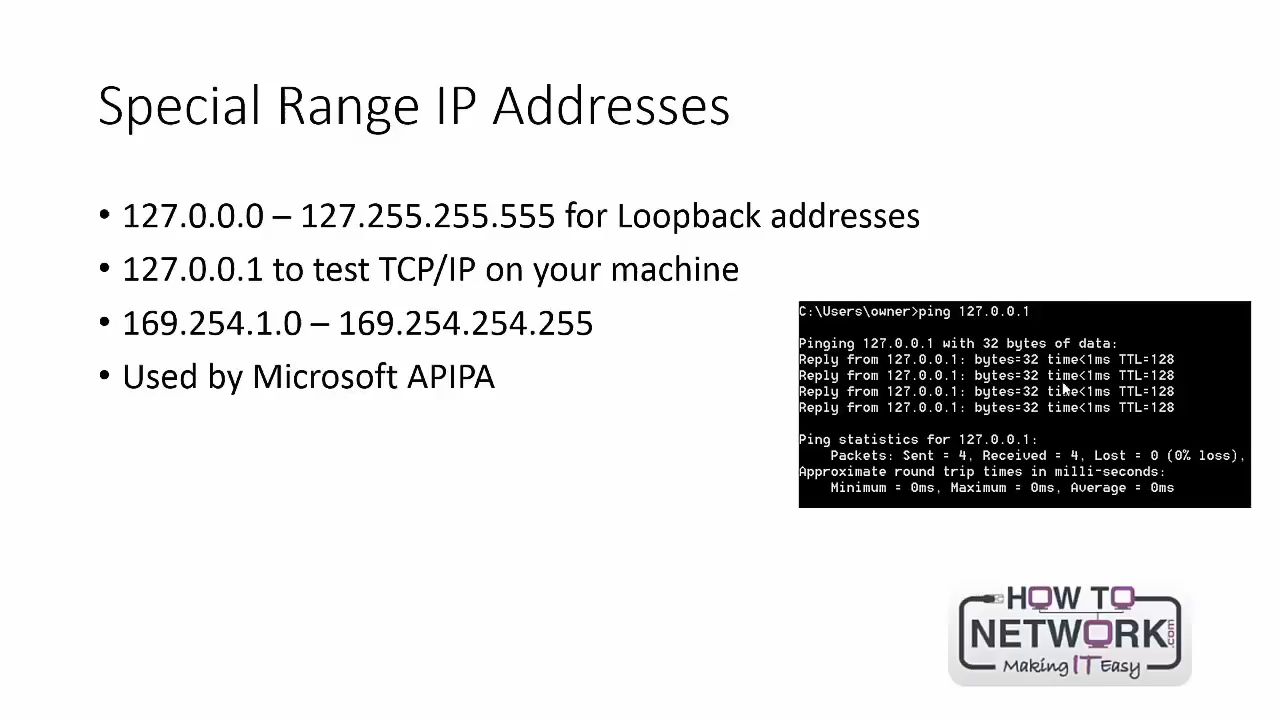 Special Range IP Addresses
• 127.0.0.0 – 127.255.255.555 for Loopback addresses
• 127.0.0.1 to test TCP/IP on your machine
• 169.254.1.0 – 169.254.254.255
• Used by Microsoft APIPA
C:\Users\owner>ping 127.0.0.1
Pinging 127.0.0.1 with 32 bytes of data:
Reply from 127.0.0.1: bytes=32 time<1ms TTL=128
Reply from 127.0.0.1: bytes=32 time<1ms TTL=128
Reply from 127.0.0.1: bytes=32 time<1ms TTL=128
Reply from 127.0.0.1: bytes=32 time<1ms TTL=128
Ping statistics for 127.0.0.1:
Packets: Sent = 4, Received = 4, Lost = 0 (0% loss),
Approximate round trip times in milli-seconds:
Minimum = 0ms, Maximum = 0ms, Average = 0ms
HOW TO
NETWORK.com
Making IT Easy